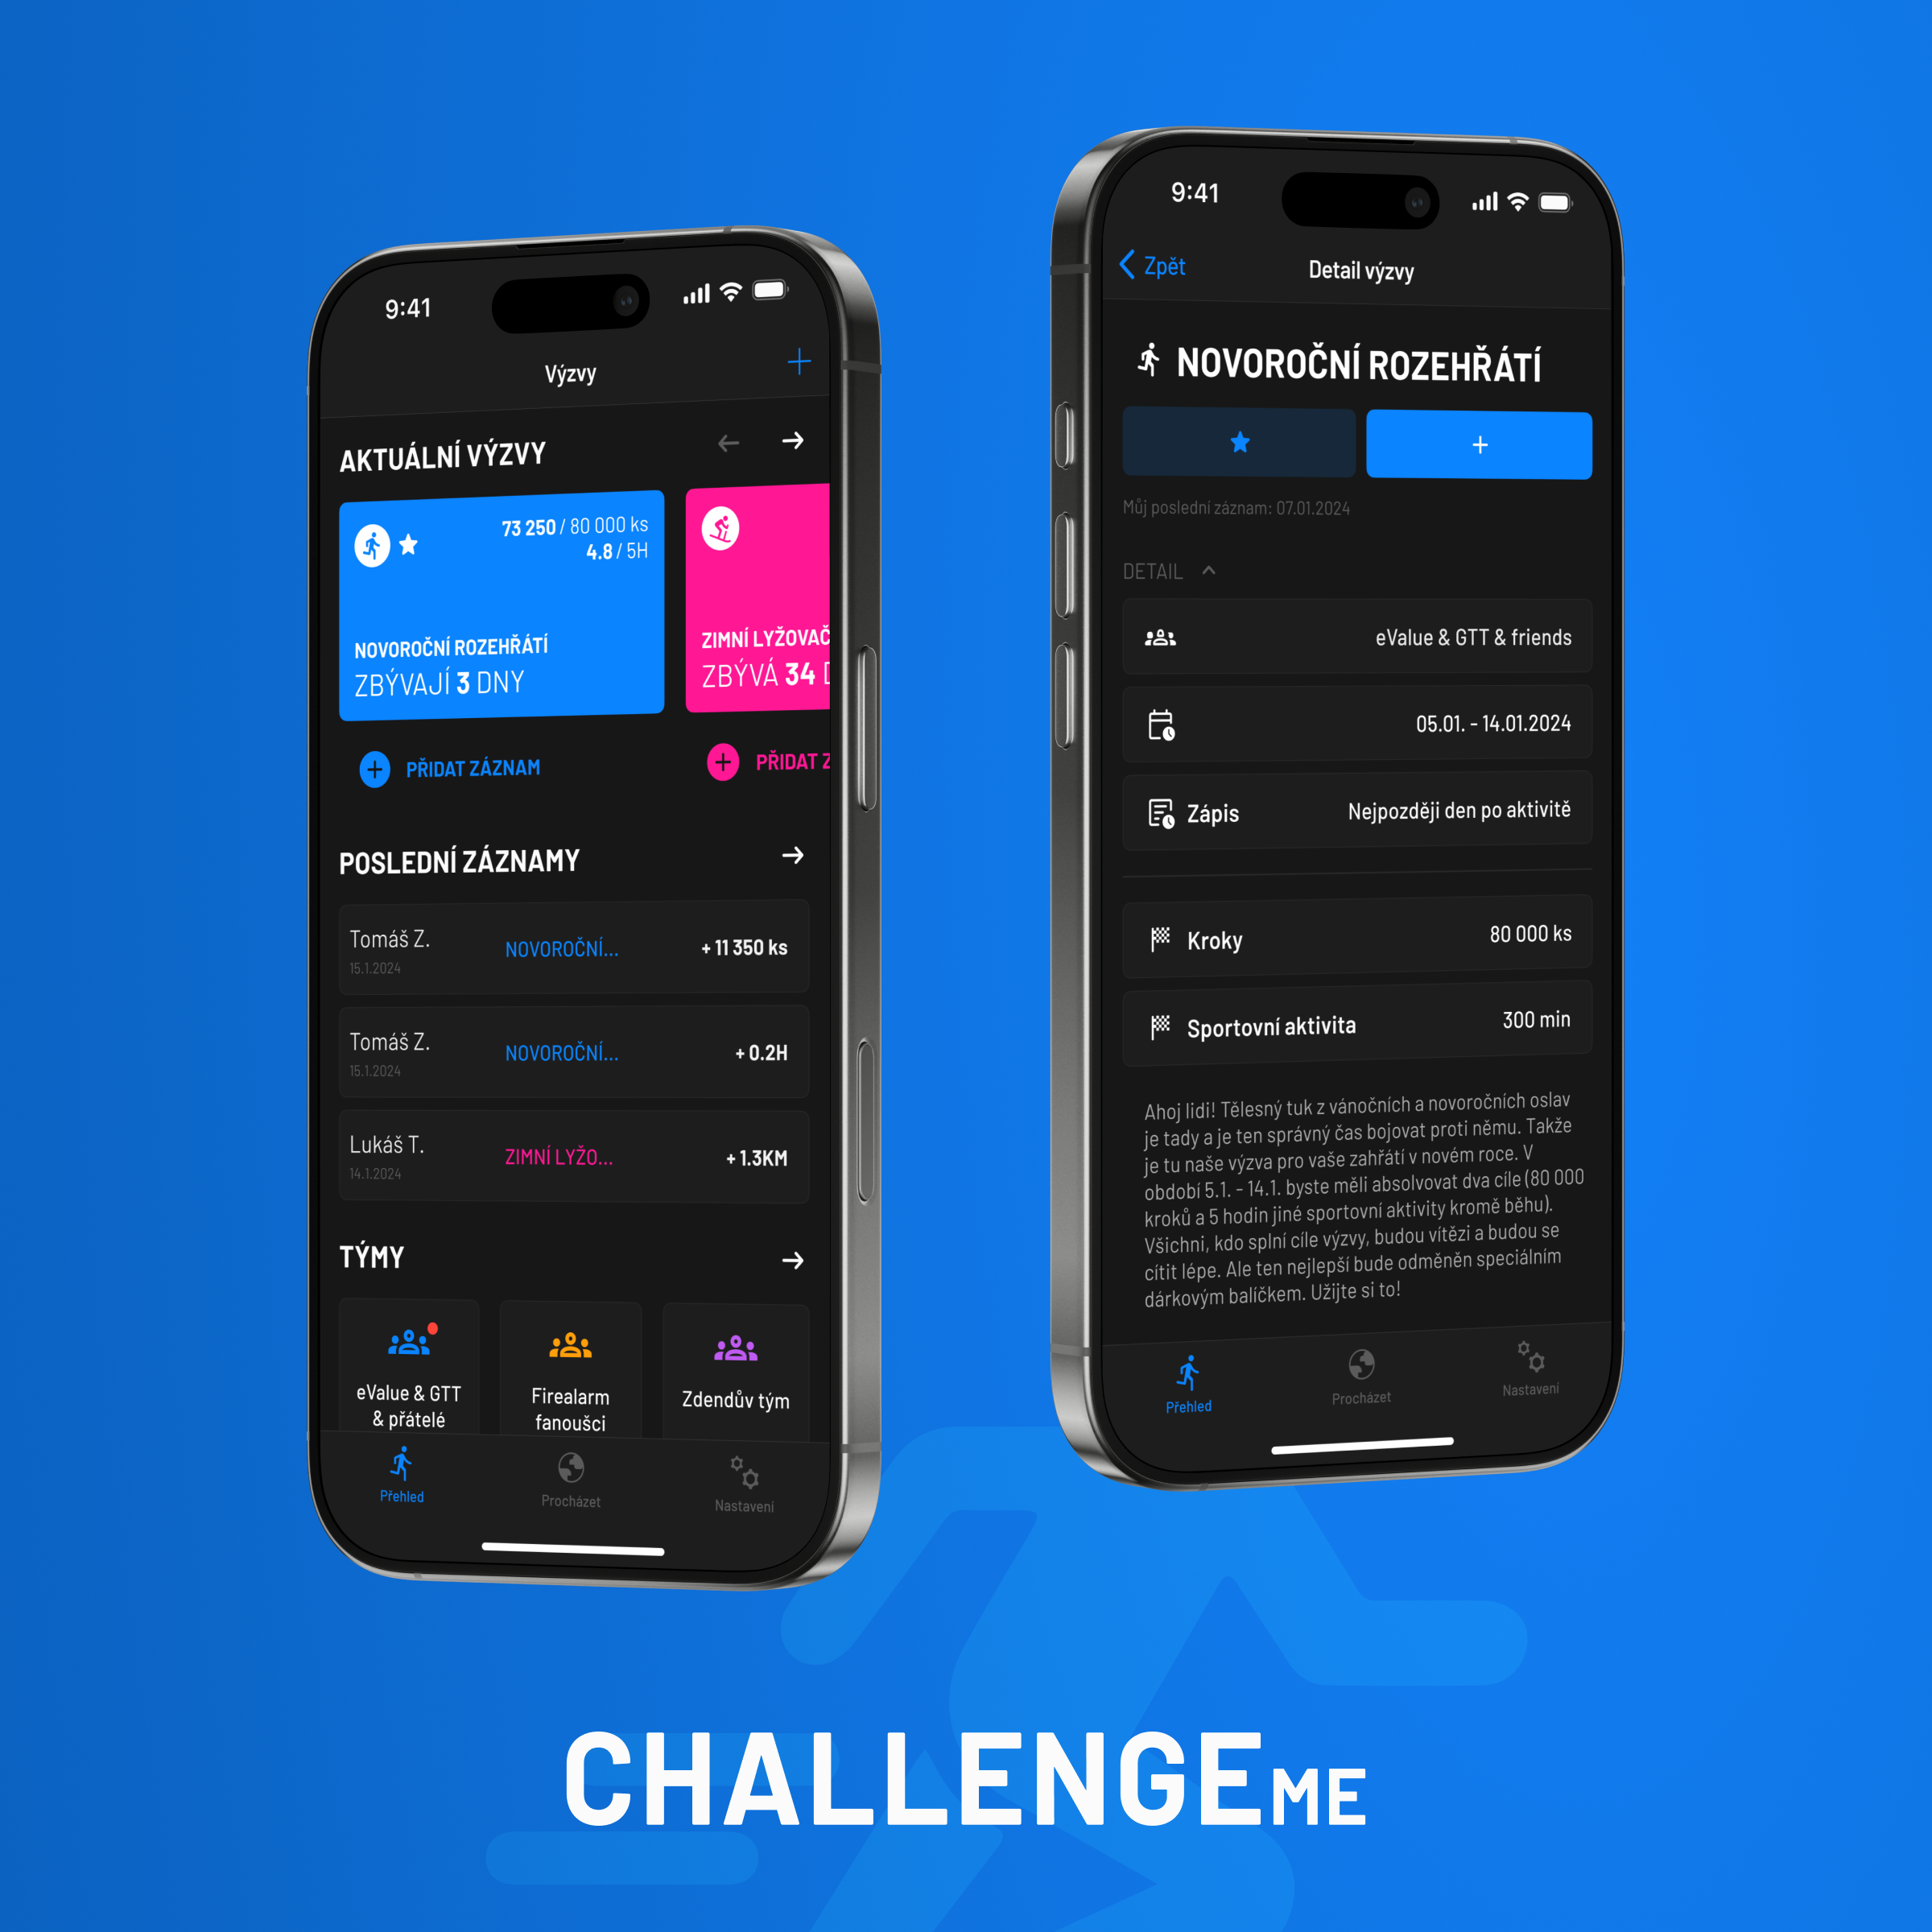 9:41
Výzvy
AKTUÁLNÍ VÝZVY
73 250 / 80 000 ks
4.8 / 5H
NOVOROČNÍ ROZEHŘÁTÍ
ZBÝVAJÍ 3 DNY
ZIMNÍ LYŽOVAČ
ZBÝVÁ 34
PŘIDAT ZÁZNAM
PŘIDAT
POSLEDNÍ ZÁZNAMY
Tomáš Z.
15.1.2024
NOVOROČNÍ...
+ 11 350 ks
Tomáš Z.
15.1.2024
NOVOROČNÍ...
+ 0.2H
Lukáš T.
14.1.2024
ZIMNÍ LYŽO...
+ 1.3KM
TÝMY
eValue & GTT
& přátelé
Firealarm
fanoušci
Zdendův tým
Přehled
Procházet
Nastavení
9:41
Zpět
Detail výzvy
NOVOROČNÍ ROZEHŘÁTÍ
Můj poslední záznam: 07.01.2024
DETAIL
eValue & GTT & friends
05.01. - 14.01.2024
Zápis
Nejpozději den po aktivitě
Kroky
80 000 ks
Sportovní aktivita
300 min
Ahoj lidi! Tělesný tuk z vánočních a novoročních oslav
je tady a je ten správný čas bojovat proti němu. Takže
je tu naše výzva pro vaše zahřátí v novém roce. V
období 5.1. - 14.1. byste měli absolvovat dva cíle (80 000
kroků a 5 hodin jiné sportovní aktivity kromě běhu).
Všichni, kdo splní cíle výzvy, budou vítězi a budou se
cítit lépe. Ale ten nejlepší bude odměněn speciálním
dárkovým balíčkem. Užijte si to!
Přehled
Procházet
Nastavení
CHALLENGE ME